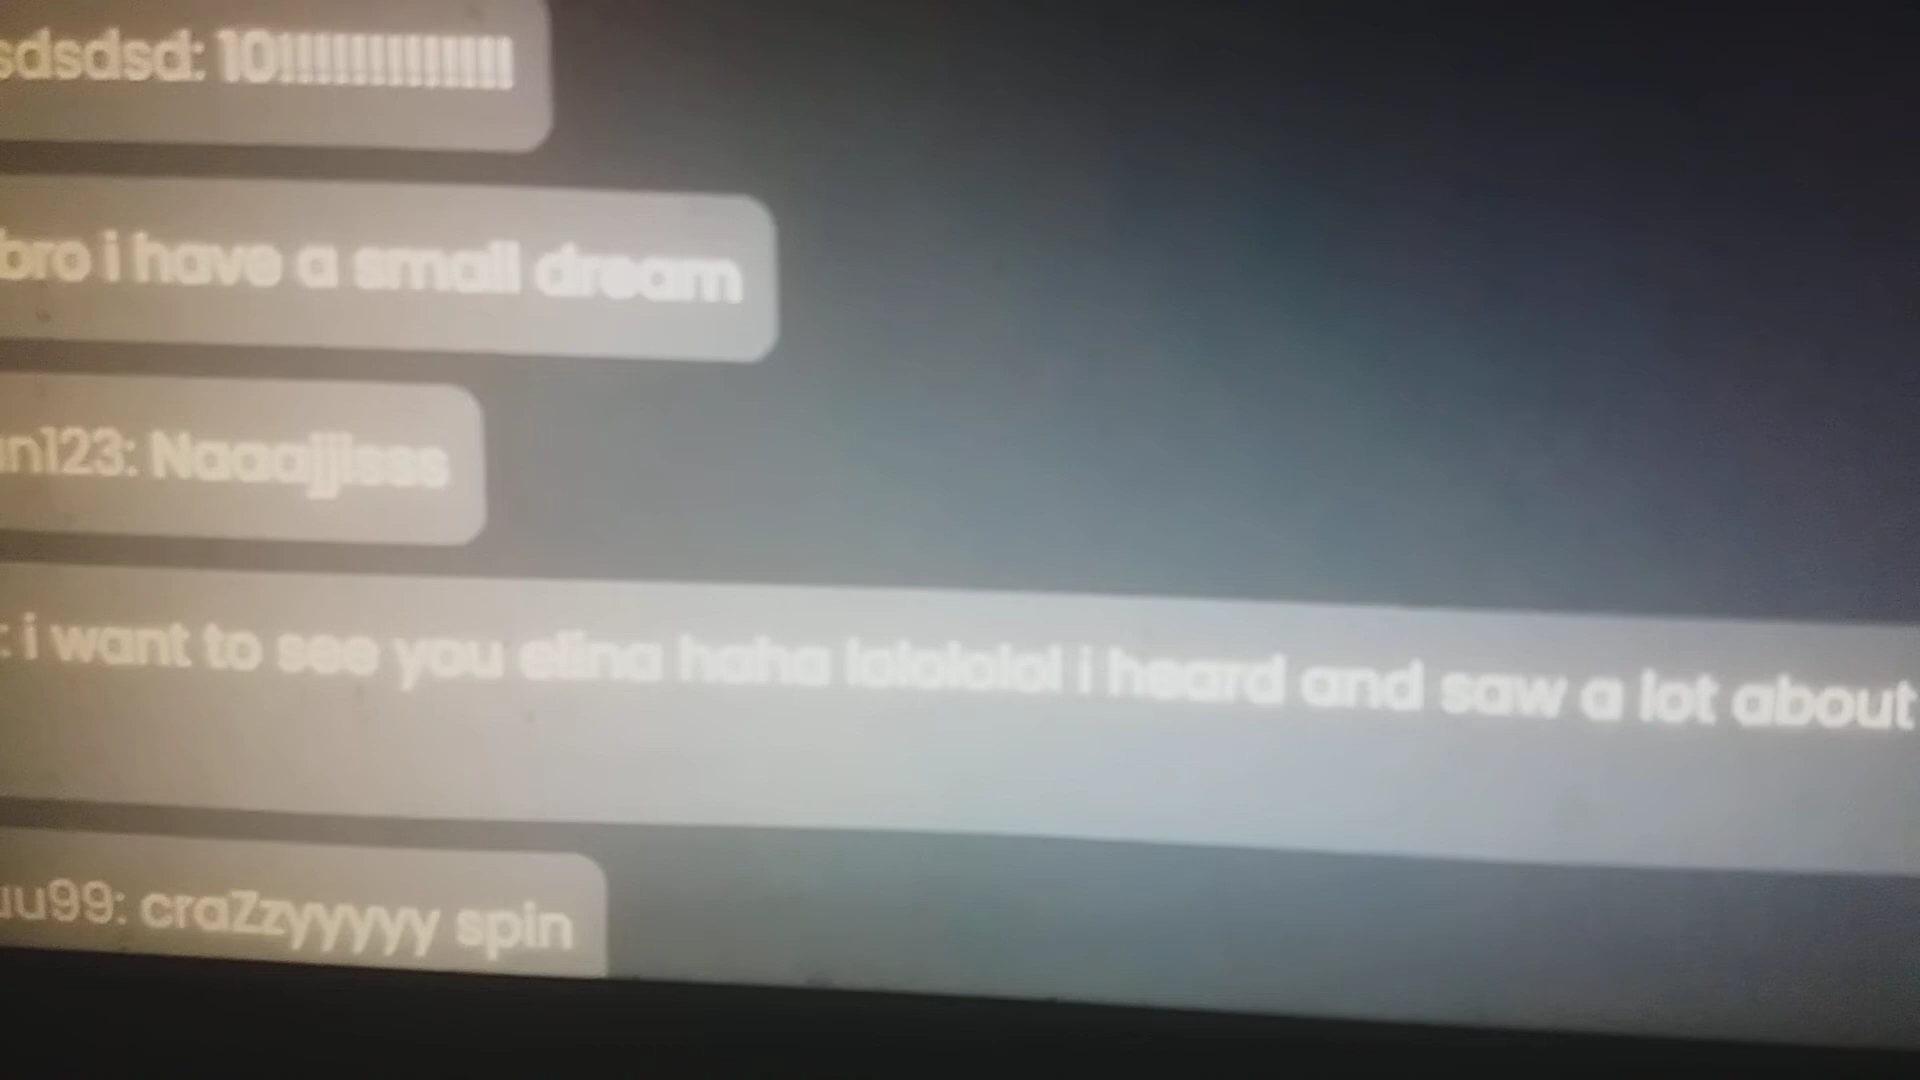 sdsdsd: 10!!!!!!!!!!!!!!!
bro i have a small dream
n123: Naaajjisss
: i want to see you elina haha lolololol i heard and saw a lot about
uu99: craZzyyyyyy spin